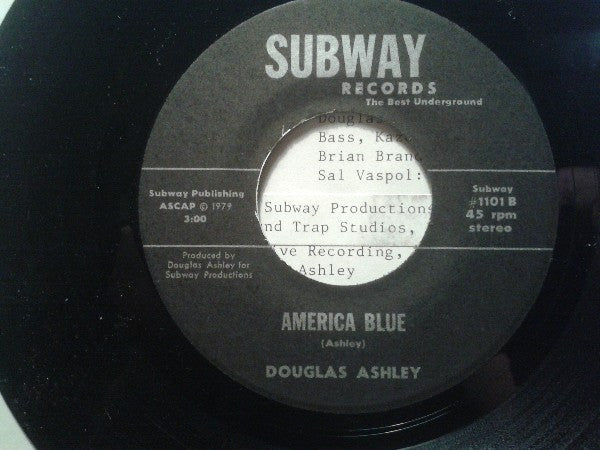 SUBWAY
RECORDS
The Best Underground
Douglas
Bass,
Brian
Sal Vaspol:
Subway Publishing
ASCAP © 1979
3:00
Subway
#1101 B
45 rpm
stereo
Subway Productions
nd Trap Studios,
ve Recording,
Ashley
Produced by
Douglas Ashley for
Subway Productions
AMERICA BLUE
(Ashley)
DOUGLAS ASHLEY